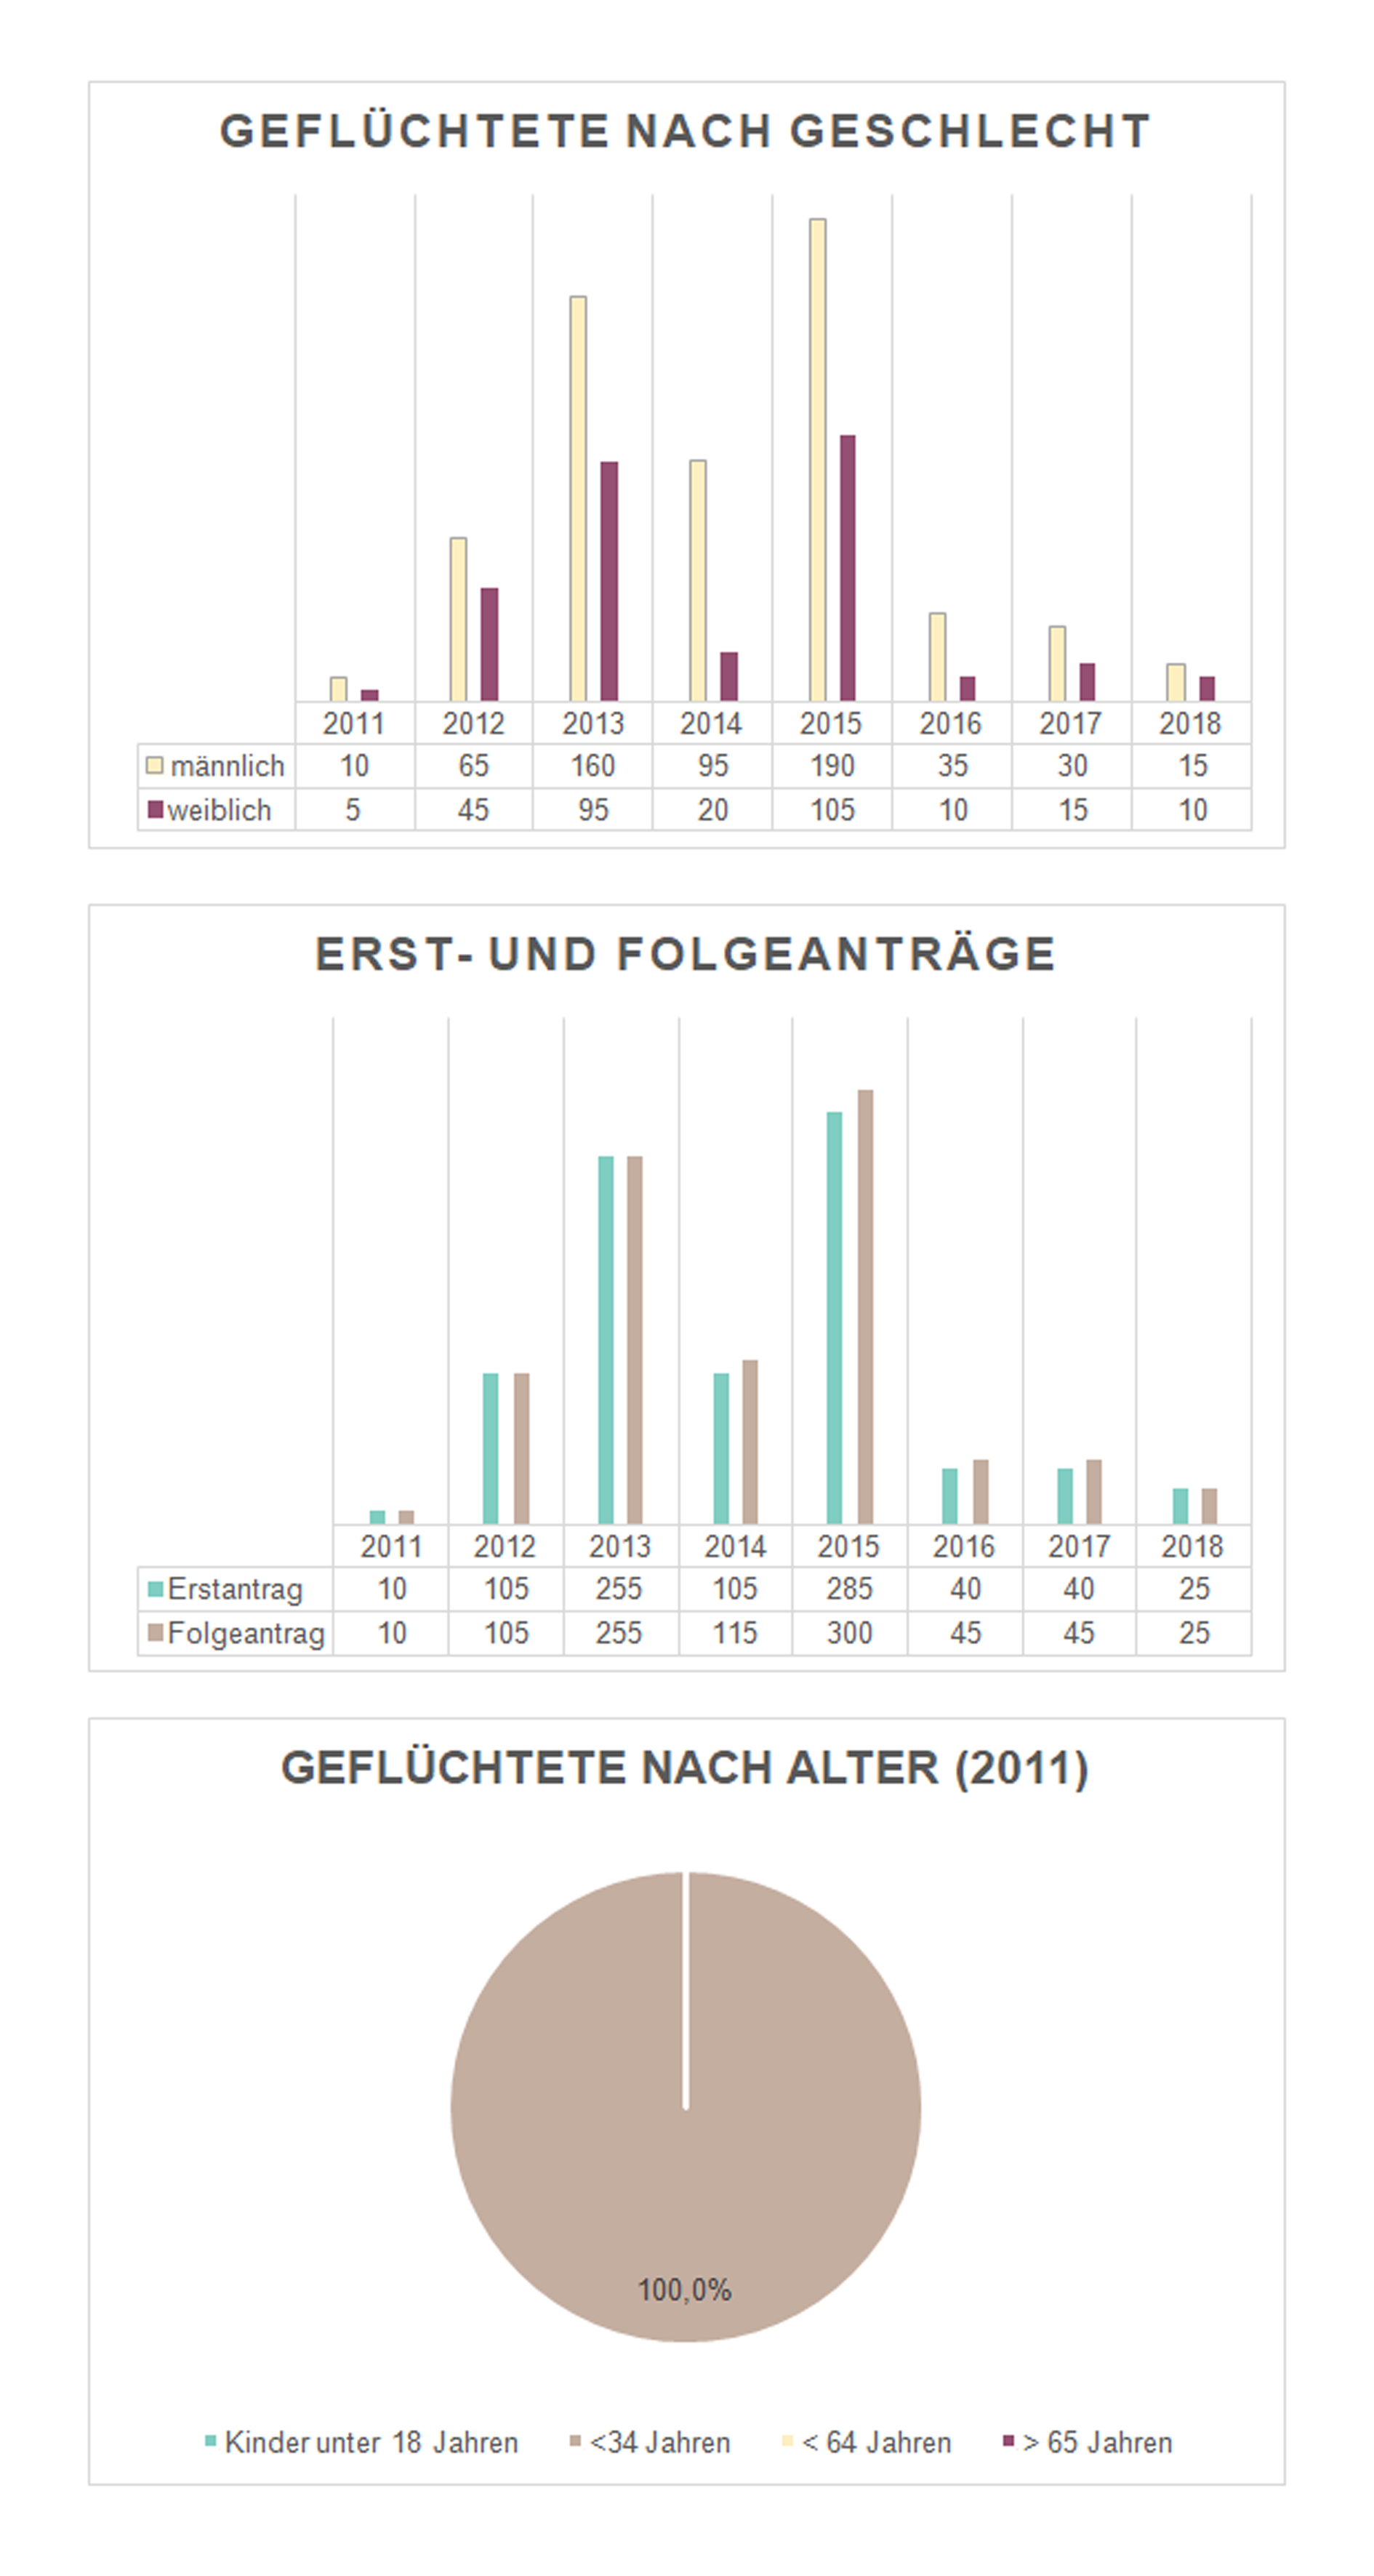 GEFLÜCHTETE NACH GESCHLECHT
2011 2012 2013 2014 2015 2016 2017 2018
männlich 10 65 160 95 190 35 30 15
weiblich 5 45 95 20 105 10 15 10
ERST- UND FOLGEANTRÄGE
2011 2012 2013 2014 2015 2016 2017 2018
Erstantrag 10 105 255 105 285 40 40 25
Folgeantrag 10 105 255 115 300 45 45 25
GEFLÜCHTETE NACH ALTER (2011)
100,0%
Kinder unter 18 Jahren <34 Jahren < 64 Jahren > 65 Jahren